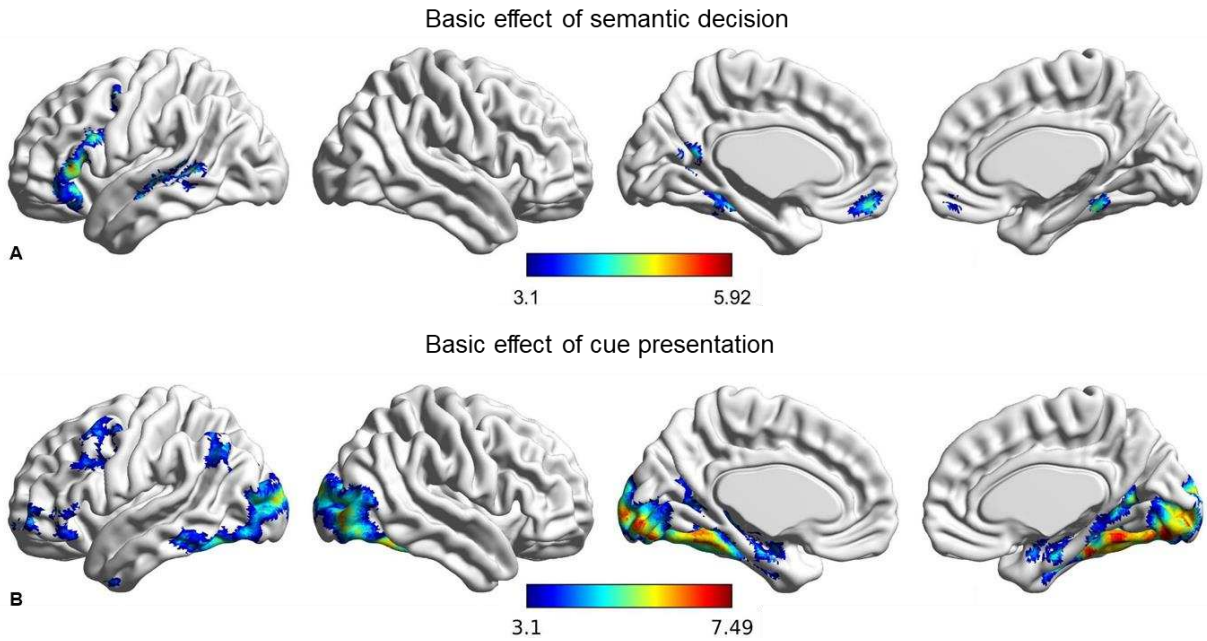 Basic effect of semantic decision
A
3.1 5.92
Basic effect of cue presentation
B
3.1 7.49